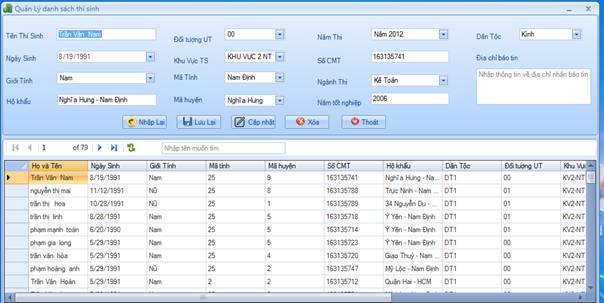 Quản Lý danh sách thí sinh
Tên Thí Sinh Trần Văn Nam Đối tượng UT 00 Năm Thi Năm 2012 Dân Tộc Kinh
Ngày Sinh 8/19/1991 Khu Vực TS KHU VỰC 2 NT Số CMT 163135741 Địa chỉ báo tin
Giới Tính Nam Mã Tỉnh Nam Định Ngành Thi Kế Toán Nhập thông tin về địa chỉ nhận báo tin
Hộ khẩu Nghĩa Hưng - Nam Định Mã huyện Nghĩa Hưng Năm tốt nghiệp 2006
Nhập Lại Lưu Lại Cập nhật Xóa Thoát
1 of 79 Nhập tên muốn tìm
Họ và Tên Ngày Sinh Giới Tính Mã tỉnh Mã huyện Số CMT Hộ khẩu Dân Tộc Đối tượng UT Khu Vự
Trần Văn Nam 8/19/1991 Nam 25 9 163135741 Nghĩa Hưng - Na... DT1 00 KV2-NT
nguyễn thị mai 11/12/1991 Nữ 25 8 163135788 Trực Ninh - Nam ... DT1 01 KV2-NT
trần thị hoa 10/28/1991 Nữ 25 1 163135789 34 Nguyễn Du - ... DT1 01 KV2-NT
trần thị linh 8/28/1991 Nữ 25 5 163135718 Ý Yên - Nam Định DT1 00 KV2-NT
phạm mạnh toàn 6/20/1991 Nam 25 5 163135714 Ý Yên - Nam Định DT1 00 KV2-NT
phạm gia long 5/29/1991 Nam 25 5 163135723 Ý Yên - Nam Định DT1 00 KV2-NT
trần văn hòa 5/29/1991 Nam 25 4 163135720 Giao Thuỷ - Nam ... DT1 00 KV2-NT
phạm hoàng anh 5/29/1991 Nữ 25 2 163135747 Mỹ Lộc - Nam Định DT1 00 KV2-NT
Trần Văn Hoàn 5/29/1991 Nam 2 2 163135712 Quận Hai - HCM DT1 00 KV2-NT